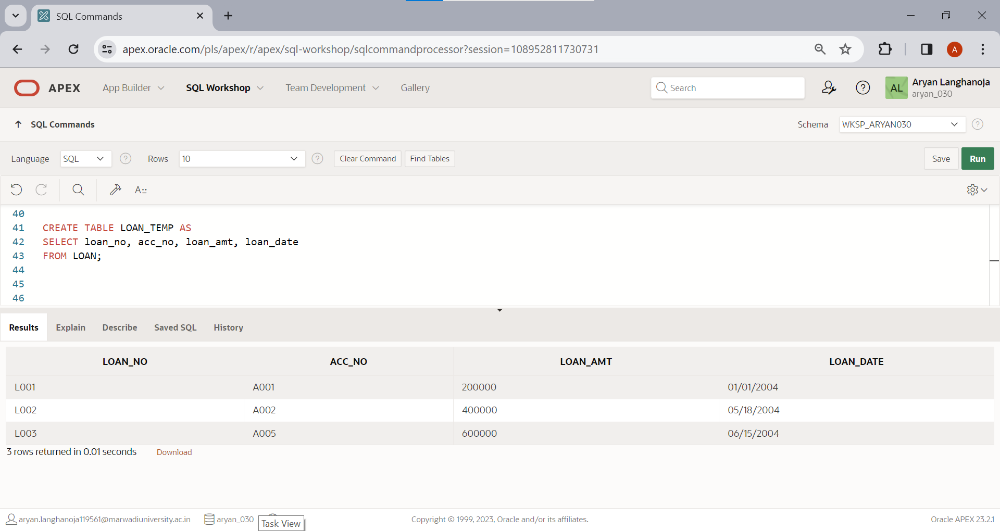 SQL Commands
apex.oracle.com/pls/apex/r/apex/sql-workshop/sqlcommandprocessor?session=108952811730731
A
APEX App Builder SQL Workshop Team Development Gallery Search AL Aryan Langhanoja
aryan_030
SQL Commands Schema WKSP_ARYAN030
Language SQL Rows 10 Clear Command Find Tables Save Run
40
41 CREATE TABLE LOAN_TEMP AS
42 SELECT loan_no, acc_no, loan_amt, loan_date
43 FROM LOAN;
44
45
46
Results Explain Describe Saved SQL History
LOAN_NO ACC_NO LOAN_AMT LOAN_DATE
L001 A001 200000 01/01/2004
L002 A002 400000 05/18/2004
L003 A005 600000 06/15/2004
3 rows returned in 0.01 seconds Download
aryan.langhanoja119561@marwadiuniversity.ac.in aryan_030 Task View Copyright © 1999, 2023, Oracle and/or its affiliates. Oracle APEX 23.2.1